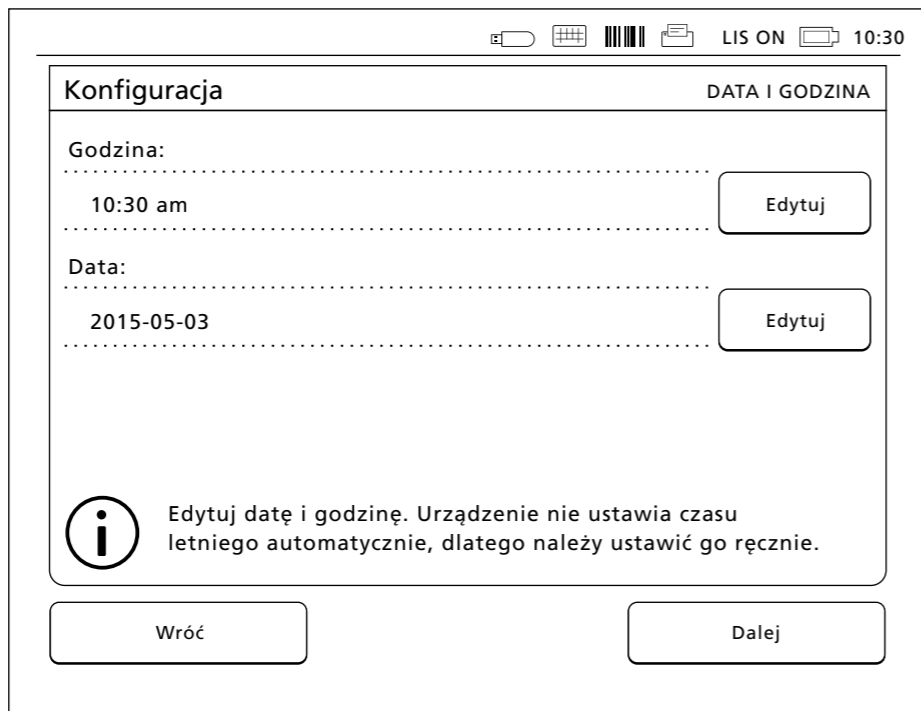 LIS ON 10:30
Konfiguracja DATA I GODZINA
Godzina:
10:30 am Edytuj
Data:
2015-05-03 Edytuj
Edytuj datę i godzinę. Urządzenie nie ustawia czasu
letniego automatycznie, dlatego należy ustawić go ręcznie.
Wróć Dalej